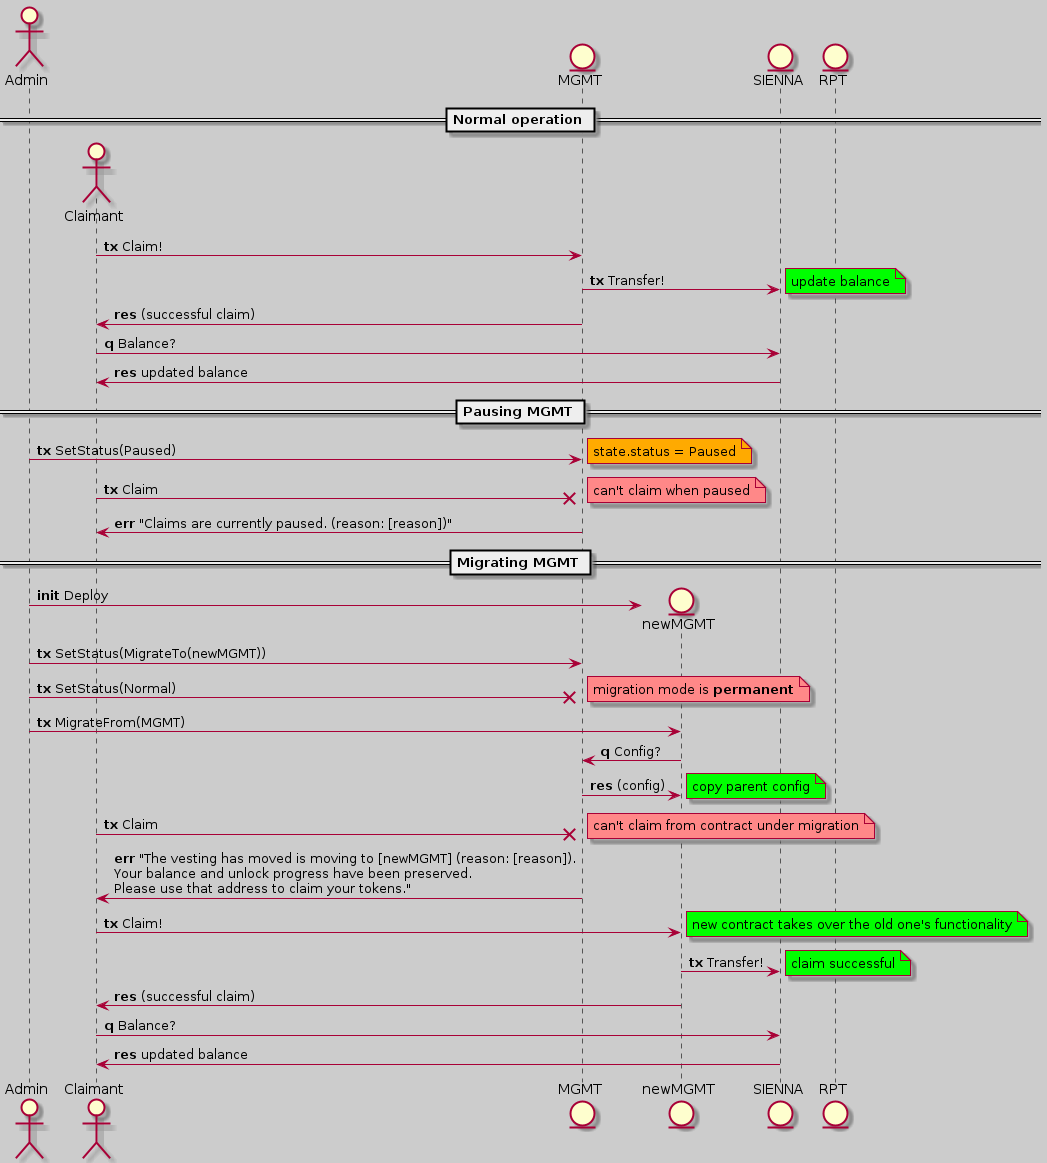 Admin
MGMT
SIENNA
RPT
Normal operation
Claimant
tx Claim!
tx Transfer!
update balance
res (successful claim)
q Balance?
res updated balance
Pausing MGMT
tx SetStatus(Paused)
state.status = Paused
tx Claim
can't claim when paused
err "Claims are currently paused. (reason: [reason])"
Migrating MGMT
init Deploy
newMGMT
tx SetStatus(MigrateTo(newMGMT))
tx SetStatus(Normal)
migration mode is permanent
tx MigrateFrom(MGMT)
q Config?
res (config)
copy parent config
tx Claim
can't claim from contract under migration
err "The vesting has moved is moving to [newMGMT] (reason: [reason]).
Your balance and unlock progress have been preserved.
Please use that address to claim your tokens."
tx Claim!
new contract takes over the old one's functionality
tx Transfer!
claim successful
res (successful claim)
q Balance?
res updated balance
Admin
Claimant
MGMT
newMGMT
SIENNA
RPT